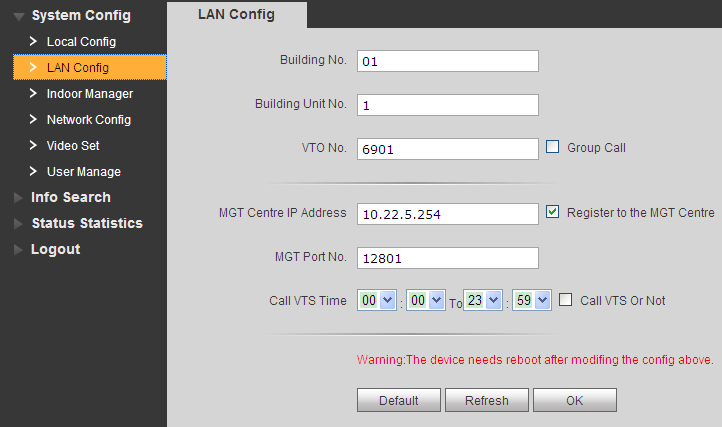 System Config
Local Config
LAN Config
Indoor Manager
Network Config
Video Set
User Manage
Info Search
Status Statistics
Logout
LAN Config
Building No. 01
Building Unit No. 1
VTO No. 6901 Group Call
MGT Centre IP Address 10.22.5.254 Register to the MGT Centre
MGT Port No. 12801
Call VTS Time 00 : 00 To 23 : 59 Call VTS Or Not
Warning:The device needs reboot after modifing the config above.
Default Refresh OK